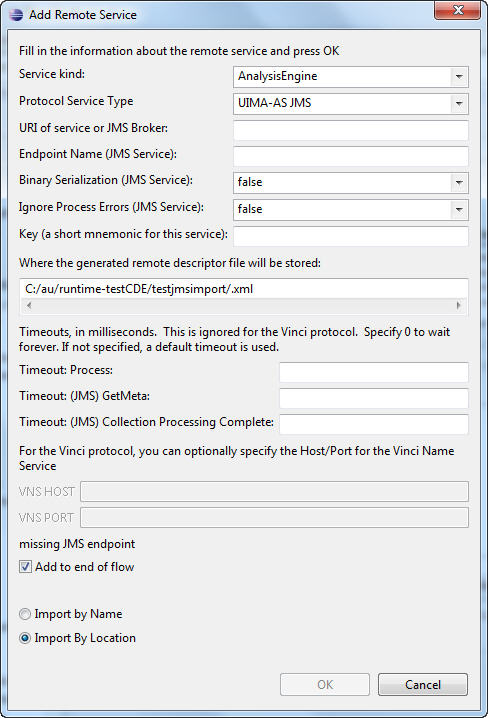 Add Remote Service
Fill in the information about the remote service and press OK
Service kind: AnalysisEngine
Protocol Service Type UIMA-AS JMS
URI of service or JMS Broker:
Endpoint Name (JMS Service):
Binary Serialization (JMS Service): false
Ignore Process Errors (JMS Service): false
Key (a short mnemonic for this service):
Where the generated remote descriptor file will be stored:
C:/au/runtime-testCDE/testjmsimport/.xml
Timeouts, in milliseconds.  This is ignored for the Vinci protocol.  Specify 0 to wait
forever. If not specified, a default timeout is used.
Timeout: Process:
Timeout: (JMS) GetMeta:
Timeout: (JMS) Collection Processing Complete:
For the Vinci protocol, you can optionally specify the Host/Port for the Vinci Name
Service
VNS HOST
VNS PORT
missing JMS endpoint
Add to end of flow
Import by Name
Import By Location
OK Cancel